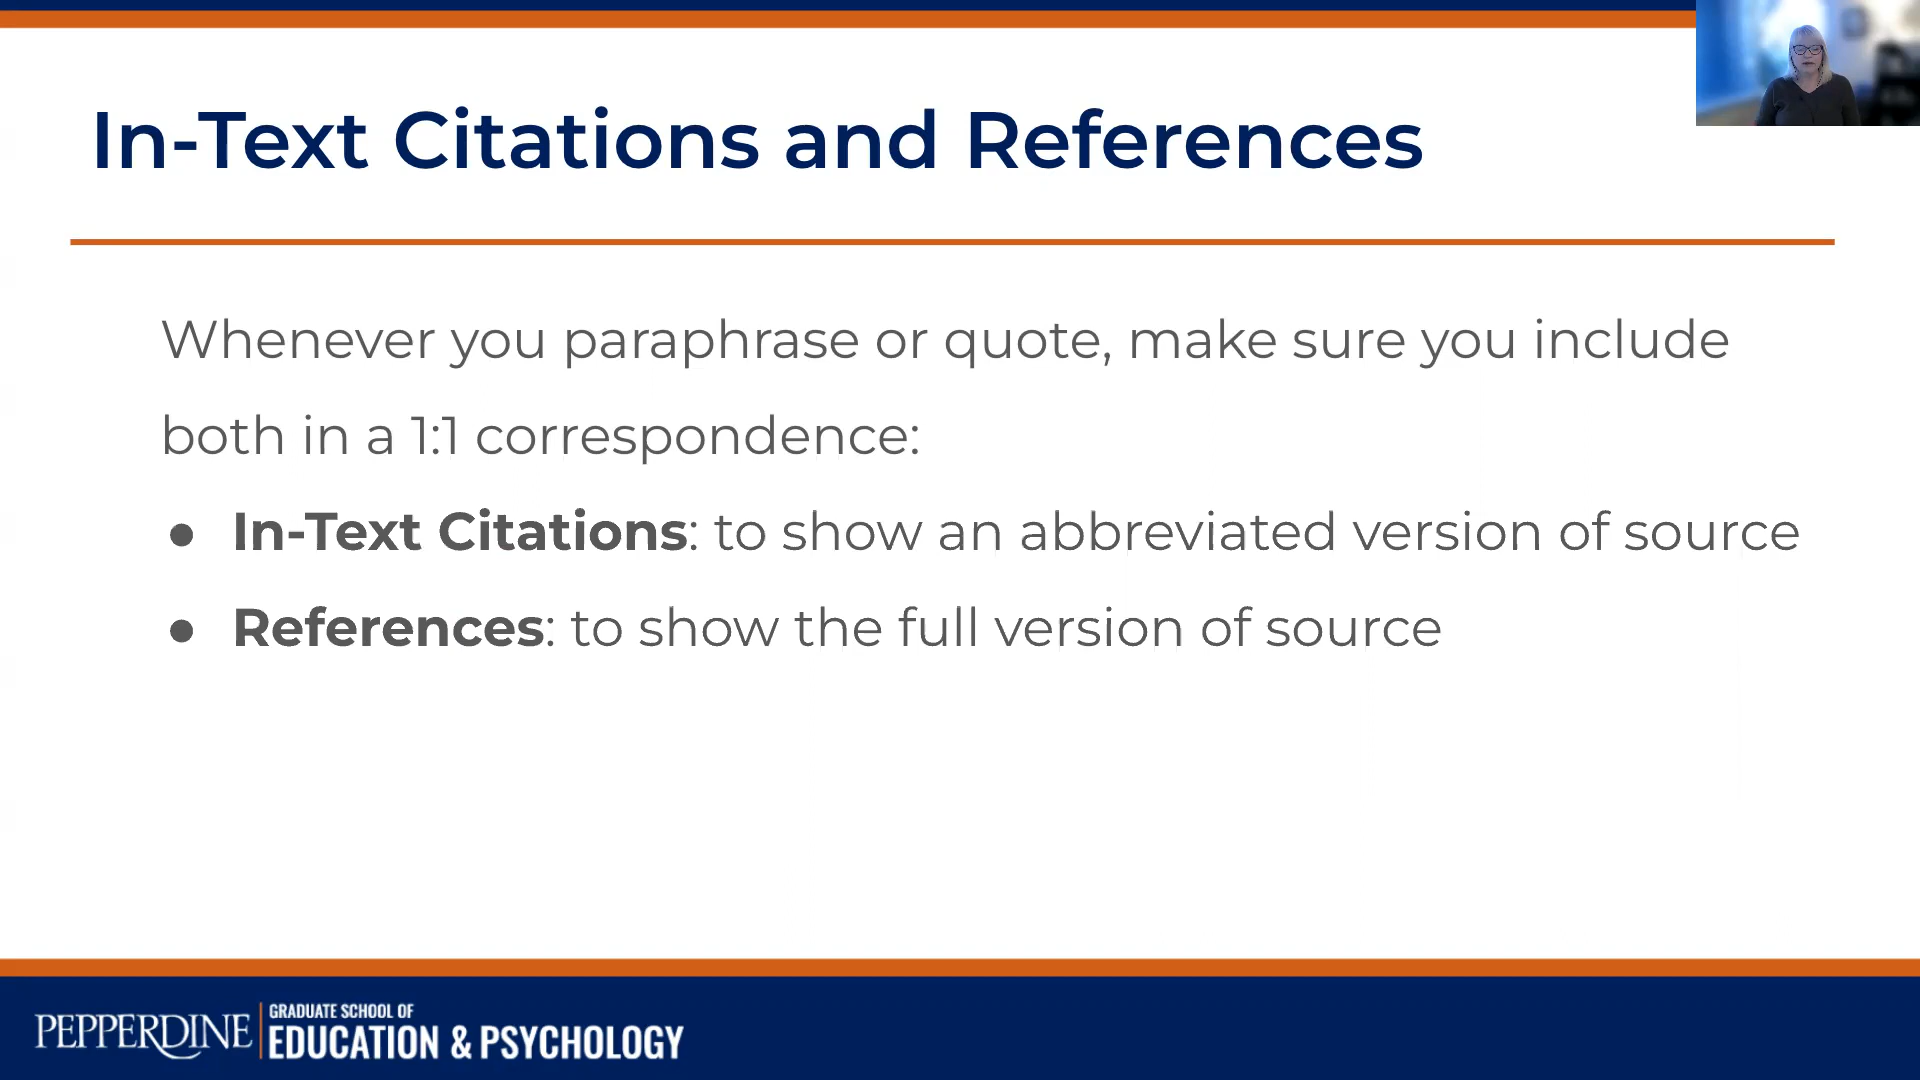 In-Text Citations and References
Whenever you paraphrase or quote, make sure you include
both in a 1:1 correspondence:
● In-Text Citations: to show an abbreviated version of source
● References: to show the full version of source
PEPPERDINE
GRADUATE SCHOOL OF
EDUCATION & PSYCHOLOGY